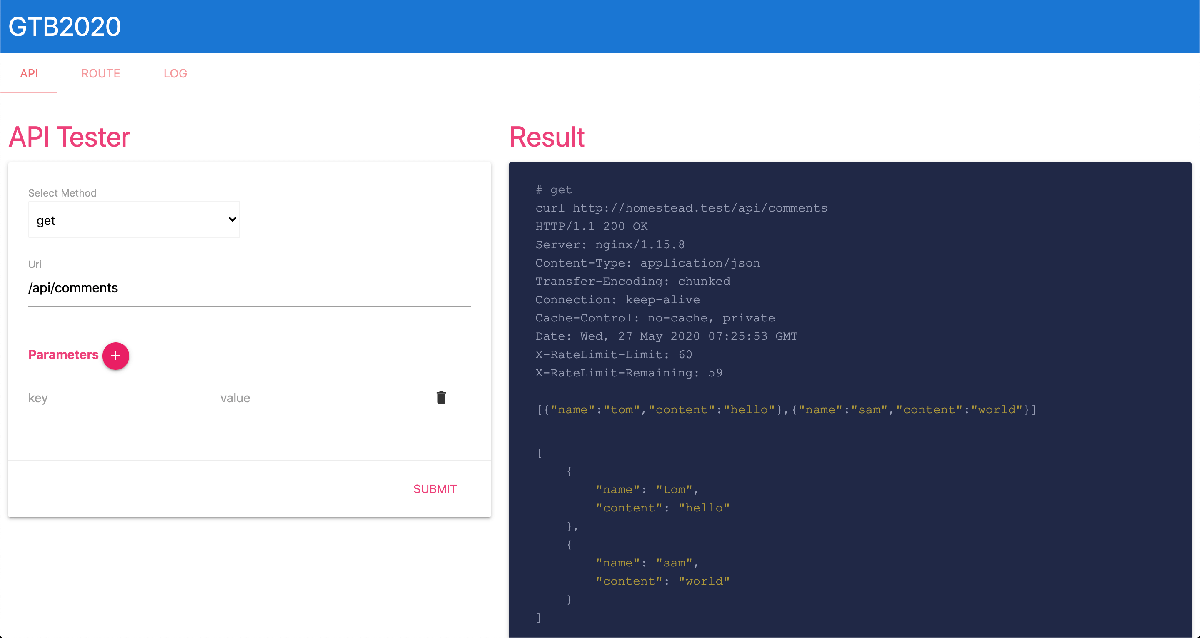 GTB2020
API ROUTE LOG
API Tester
Select Method
get
Url
/api/comments
Parameters +
key value
SUBMIT
Result
# get
curl http://homestead.test/api/comments
HTTP/1.1 200 OK
Server: nginx/1.15.8
Content-Type: application/json
Transfer-Encoding: chunked
Connection: keep-alive
Cache-Control: no-cache, private
Date: Wed, 27 May 2020 07:25:53 GMT
X-RateLimit-Limit: 60
X-RateLimit-Remaining: 59
[{"name":"tom","content":"hello"},{"name":"sam","content":"world"}]
[
{
"name": "tom",
"content": "hello"
},
{
"name": "sam",
"content": "world"
}
]